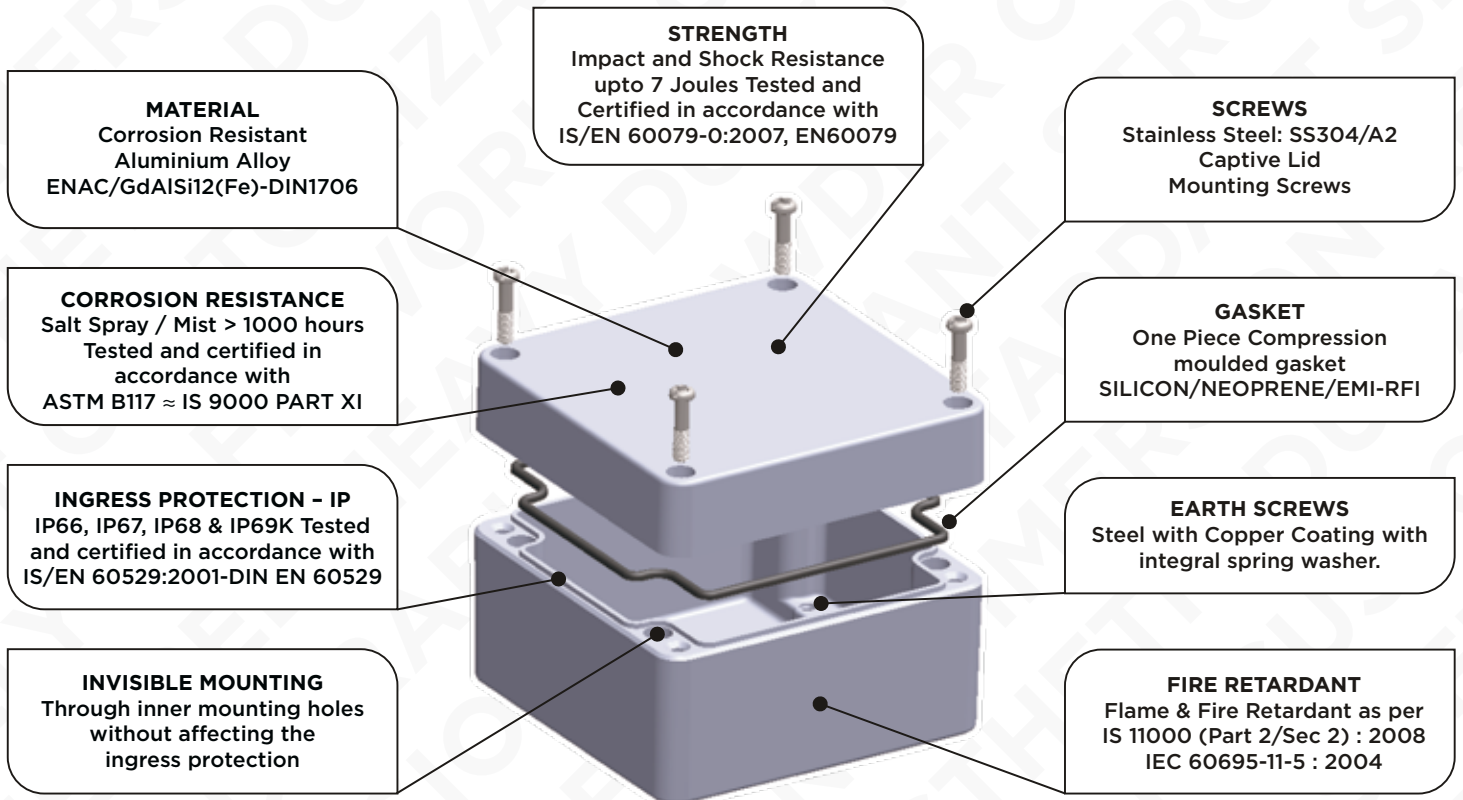 STRENGTH
Impact and Shock Resistance
upto 7 Joules Tested and
Certified in accordance with
IS/EN 60079-0:2007, EN60079
MATERIAL
Corrosion Resistant
Aluminium Alloy
ENAC/GdAlSi12(Fe)-DIN1706
SCREWS
Stainless Steel: SS304/A2
Captive Lid
Mounting Screws
CORROSION RESISTANCE
Salt Spray / Mist > 1000 hours
Tested and certified in
accordance with
ASTM B117 ≈ IS 9000 PART XI
GASKET
One Piece Compression
moulded gasket
SILICON/NEOPRENE/EMI-RFI
INGRESS PROTECTION – IP
IP66, IP67, IP68 & IP69K Tested
and certified in accordance with
IS/EN 60529:2001-DIN EN 60529
EARTH SCREWS
Steel with Copper Coating with
integral spring washer.
INVISIBLE MOUNTING
Through inner mounting holes
without affecting the
ingress protection
FIRE RETARDANT
Flame & Fire Retardant as per
IS 11000 (Part 2/Sec 2) : 2008
IEC 60695-11-5 : 2004